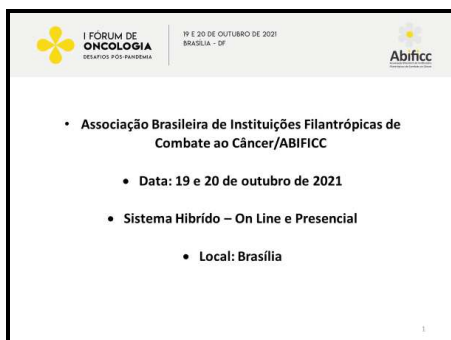 I FÓRUM DE
ONCOLOGIA
DESAFIOS PÓS-PANDEMIA
19 E 20 DE OUTUBRO DE 2021
BRASÍLIA - DF
Abificc
• Associação Brasileira de Instituições Filantrópicas de
Combate ao Câncer/ABIFICC
• Data: 19 e 20 de outubro de 2021
• Sistema Hibrído – On Line e Presencial
• Local: Brasília
1